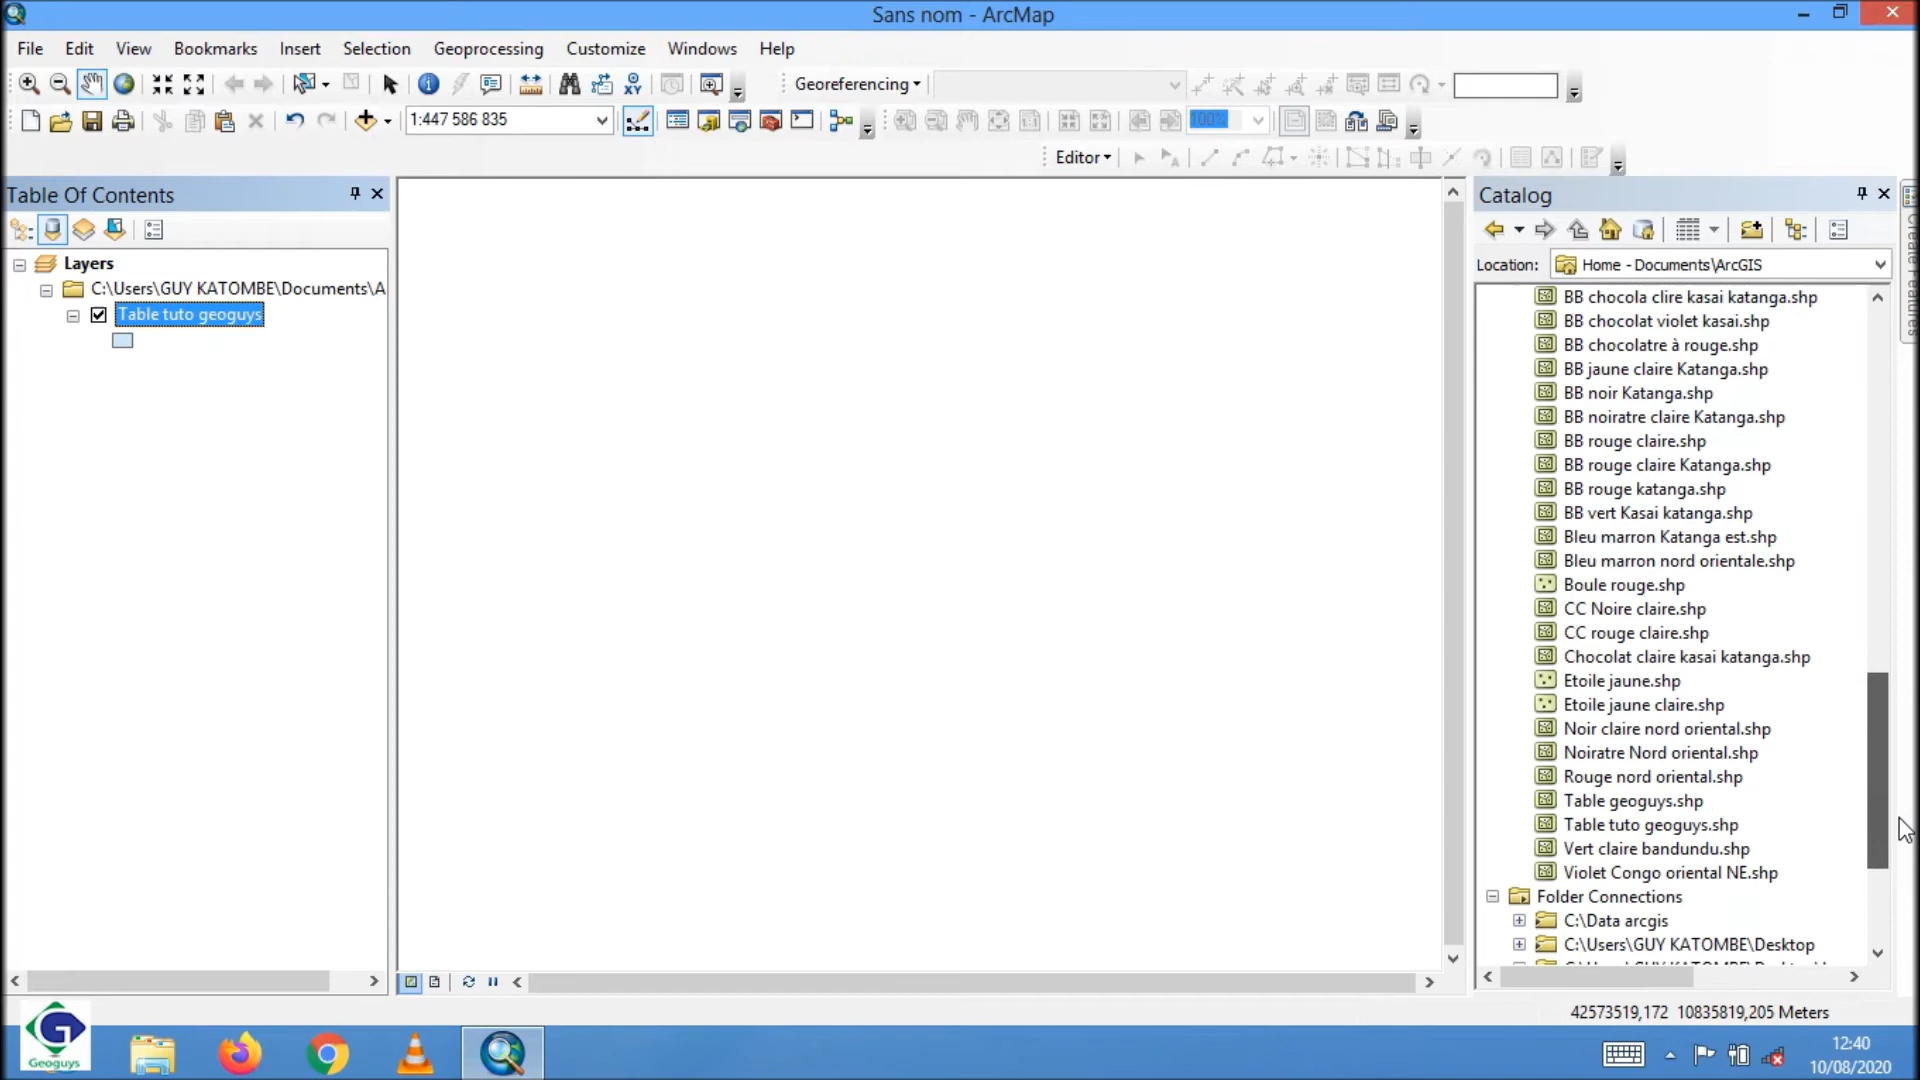 Sans nom - ArcMap
File Edit View Bookmarks Insert Selection Geoprocessing Customize Windows Help
Georeferencing
1:447 586 835
100%
Editor
Table Of Contents
Layers
C:\Users\GUY KATOMBE\Documents\A
Table tuto geoguys
Catalog
Location: Home - Documents\ArcGIS
BB chocola clire kasai katanga.shp
BB chocolat violet kasai.shp
BB chocolatre à rouge.shp
BB jaune claire Katanga.shp
BB noir Katanga.shp
BB noiratre claire Katanga.shp
BB rouge claire.shp
BB rouge claire Katanga.shp
BB rouge katanga.shp
BB vert Kasai katanga.shp
Bleu marron Katanga est.shp
Bleu marron nord orientale.shp
Boule rouge.shp
CC Noire claire.shp
CC rouge claire.shp
Chocolat claire kasai katanga.shp
Etoile jaune.shp
Etoile jaune claire.shp
Noir claire nord oriental.shp
Noiratre Nord oriental.shp
Rouge nord oriental.shp
Table geoguys.shp
Table tuto geoguys.shp
Vert claire bandundu.shp
Violet Congo oriental NE.shp
Folder Connections
C:\Data arcgis
C:\Users\GUY KATOMBE\Desktop
Create Features
42573519,172 10835819,205 Meters
Geoguys
12:40
10/08/2020